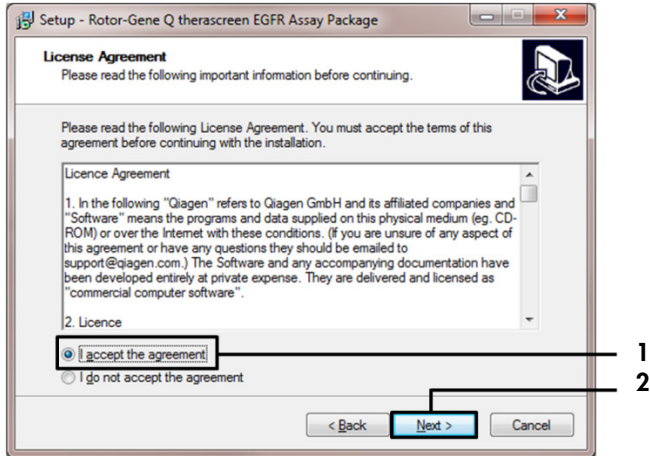 Setup - Rotor-Gene Q therascreen EGFR Assay Package
License Agreement
Please read the following important information before continuing.
Please read the following License Agreement. You must accept the terms of this
agreement before continuing with the installation.
Licence Agreement
1. In the following "Qiagen" refers to Qiagen GmbH and its affiliated companies and
"Software" means the programs and data supplied on this physical medium (eg. CD-
ROM) or over the Internet with these conditions. (If you are unsure of any aspect of
this agreement or have any questions they should be emailed to
support@qiagen.com.) The Software and any accompanying documentation have
been developed entirely at private expense. They are delivered and licensed as
"commercial computer software".
2. Licence
I accept the agreement
1
I do not accept the agreement
2
< Back
Next >
Cancel